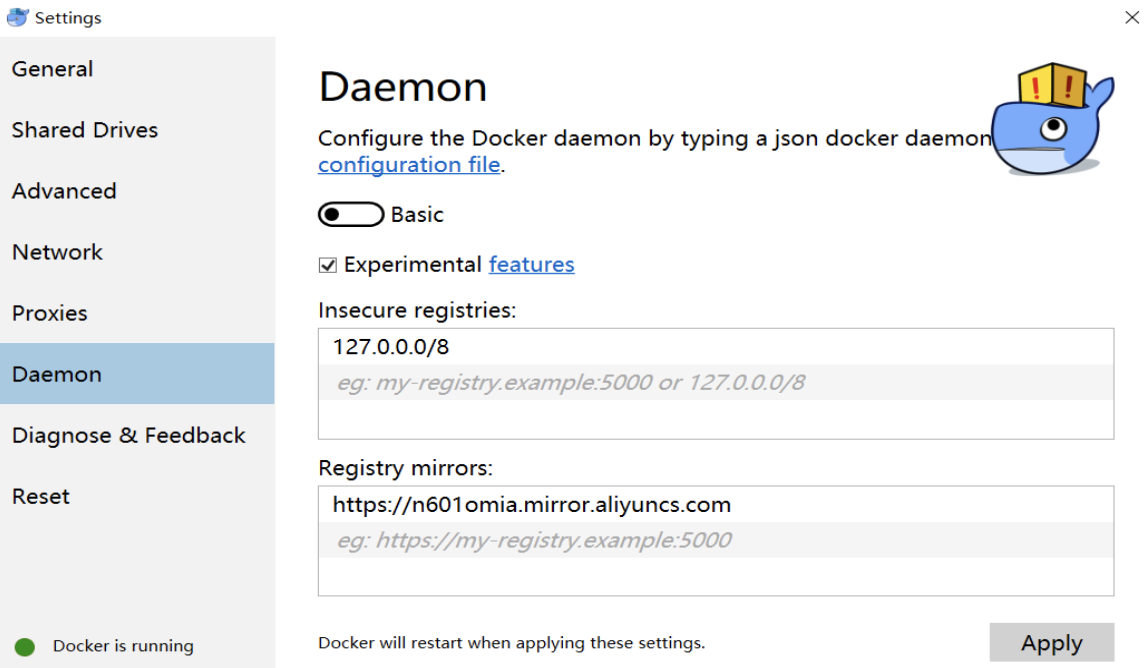 Settings
General
Shared Drives
Advanced
Network
Proxies
Daemon
Diagnose & Feedback
Reset
Docker is running
Daemon
Configure the Docker daemon by typing a json docker daemon
configuration file.
Basic
Experimental features
Insecure registries:
127.0.0.0/8
eg: my-registry.example:5000 or 127.0.0.0/8
Registry mirrors:
https://n601omia.mirror.aliyuncs.com
eg: https://my-registry.example:5000
Docker will restart when applying these settings.
Apply
! !